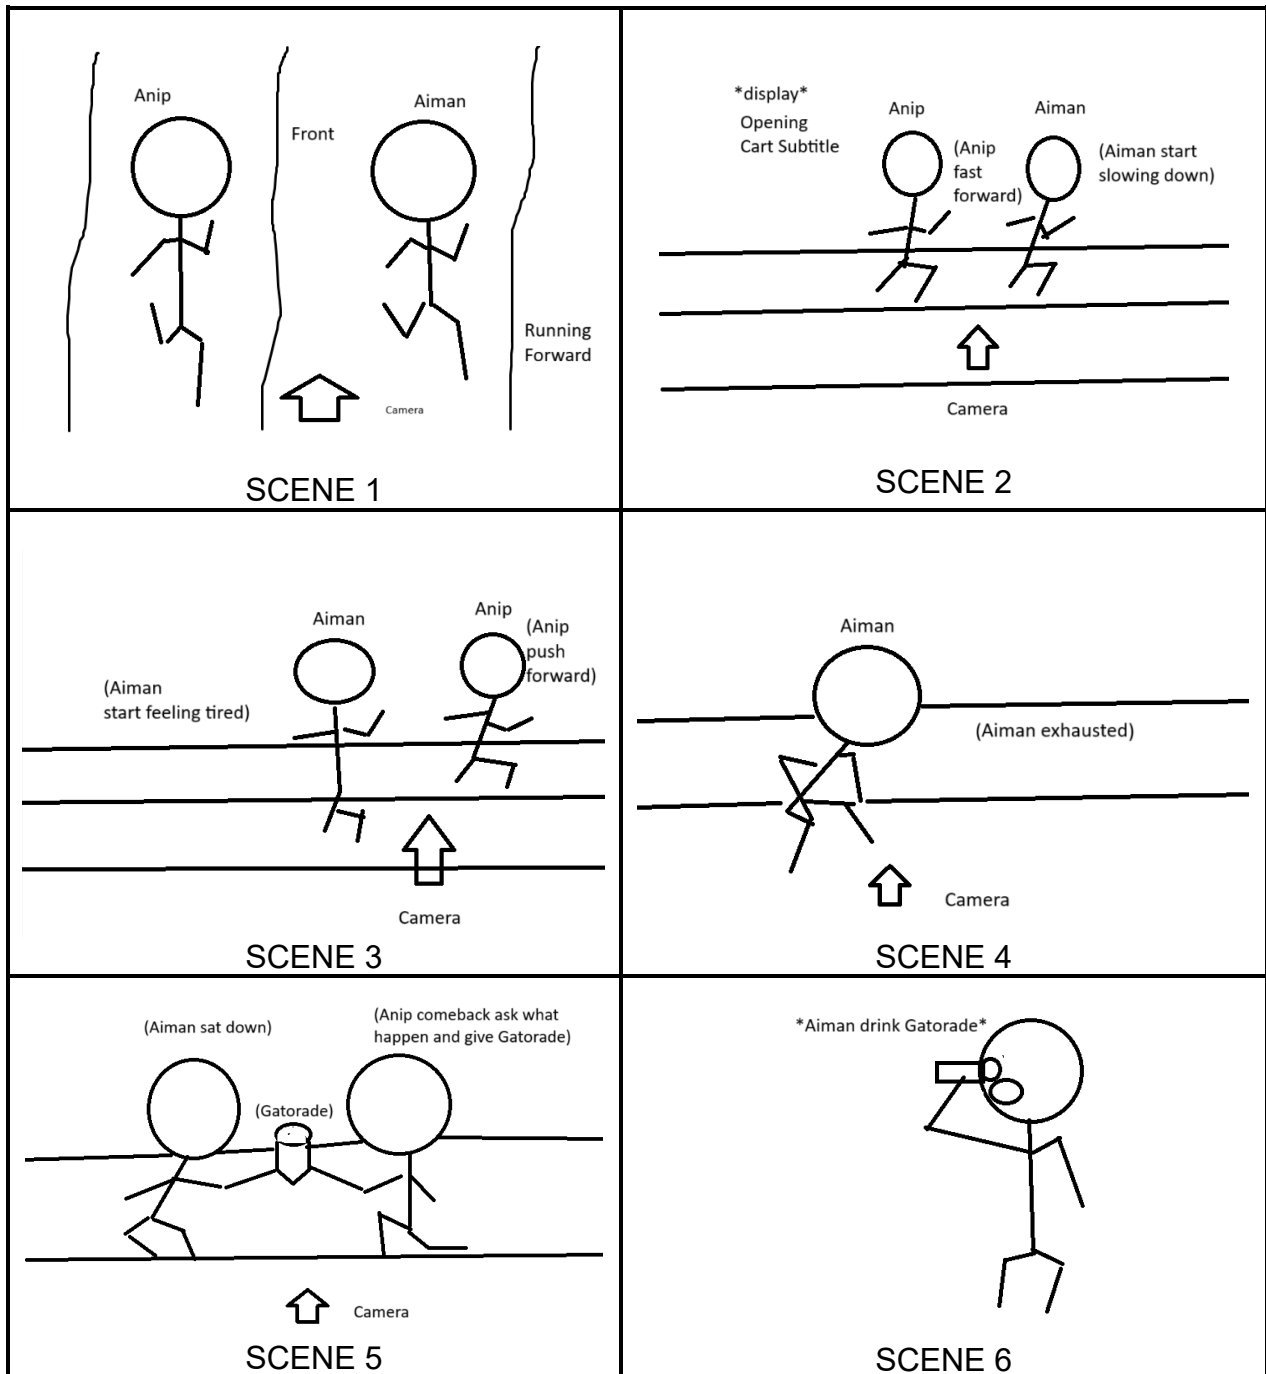 Anip
Aiman
Front
Running
Forward
Camera
SCENE 1
*display*
Opening
Cart Subtitle
Anip
Aiman
(Anip
fast
forward)
(Aiman start
slowing down)
Camera
SCENE 2
Aiman
Anip
(Anip
push
forward)
(Aiman
start feeling tired)
Camera
SCENE 3
Aiman
(Aiman exhausted)
Camera
SCENE 4
(Aiman sat down)
(Anip comeback ask what
happen and give Gatorade)
(Gatorade)
Camera
SCENE 5
*Aiman drink Gatorade*
SCENE 6